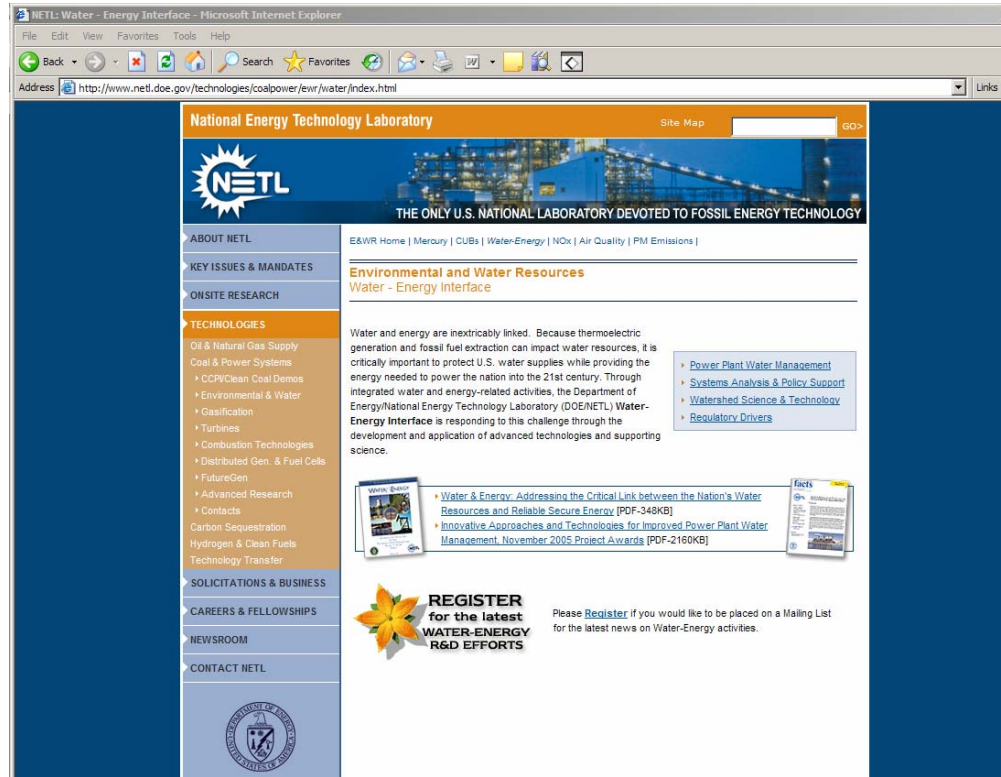 NETL: Water - Energy Interface - Microsoft Internet Explorer
File Edit View Favorites Tools Help
Back Search Favorites
Address http://www.netl.doe.gov/technologies/coalpower/ewr/water/index.html Links
National Energy Technology Laboratory Site Map GO>
NETL
THE ONLY U.S. NATIONAL LABORATORY DEVOTED TO FOSSIL ENERGY TECHNOLOGY
ABOUT NETL
KEY ISSUES & MANDATES
ONSITE RESEARCH
TECHNOLOGIES
Oil & Natural Gas Supply
Coal & Power Systems
CCPI/Clean Coal Demos
Environmental & Water
Gasification
Turbines
Combustion Technologies
Distributed Gen. & Fuel Cells
FutureGen
Advanced Research
Contacts
Carbon Sequestration
Hydrogen & Clean Fuels
Technology Transfer
SOLICITATIONS & BUSINESS
CAREERS & FELLOWSHIPS
NEWSROOM
CONTACT NETL
DEPARTMENT OF ENERGY
UNITED STATES OF AMERICA
E&WR Home | Mercury | CUBs | Water-Energy | NOx | Air Quality | PM Emissions |
Environmental and Water Resources
Water - Energy Interface
Water and energy are inextricably linked. Because thermoelectric
generation and fossil fuel extraction can impact water resources, it is
critically important to protect U.S. water supplies while providing the
energy needed to power the nation into the 21st century. Through
integrated water and energy-related activities, the Department of
Energy/National Energy Technology Laboratory (DOE/NETL) Water-
Energy Interface is responding to this challenge through the
development and application of advanced technologies and supporting
science.
Power Plant Water Management
Systems Analysis & Policy Support
Watershed Science & Technology
Regulatory Drivers
Water & Energy: Addressing the Critical Link between the Nation's Water
Resources and Reliable Secure Energy [PDF-348KB]
Innovative Approaches and Technologies for Improved Power Plant Water
Management, November 2005 Project Awards [PDF-2160KB]
facts
REGISTER
for the latest
WATER-ENERGY
R&D EFFORTS
Please Register if you would like to be placed on a Mailing List
for the latest news on Water-Energy activities.